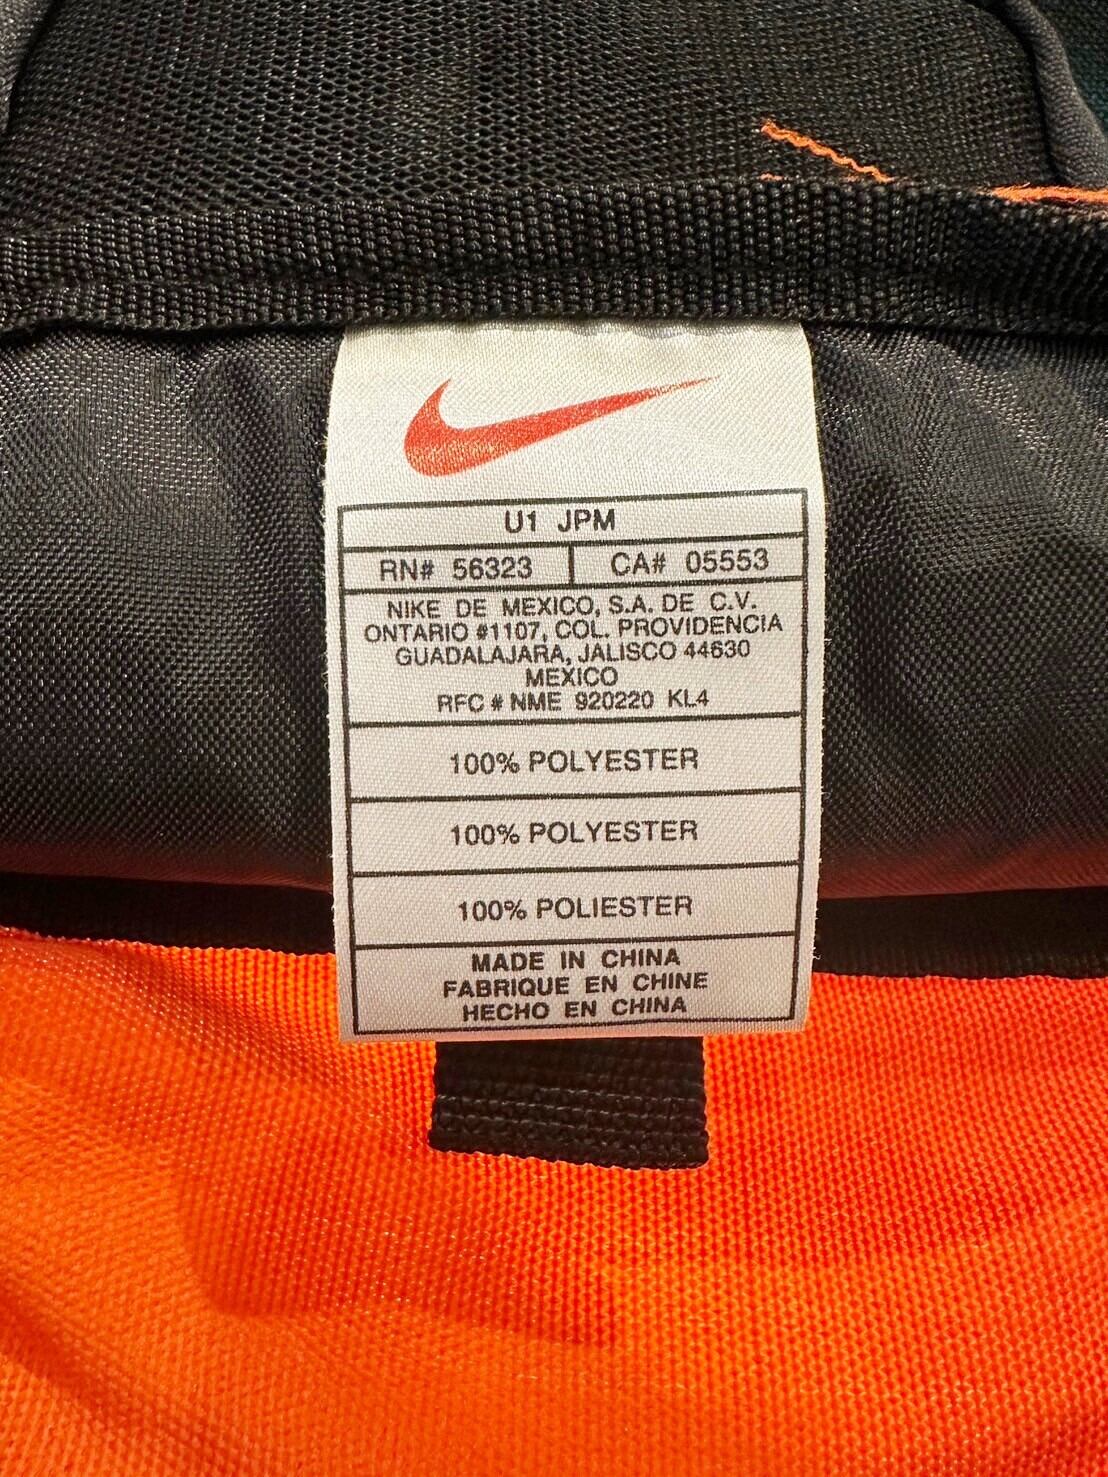 U1 JPM
RN# 56323 CA# 05553
NIKE DE MEXICO, S.A. DE C.V.
ONTARIO #1107, COL. PROVIDENCIA
GUADALAJARA, JALISCO 44630
MEXICO
RFC # NME 920220 KL4
100% POLYESTER
100% POLYESTER
100% POLIESTER
MADE IN CHINA
FABRIQUE EN CHINE
HECHO EN CHINA